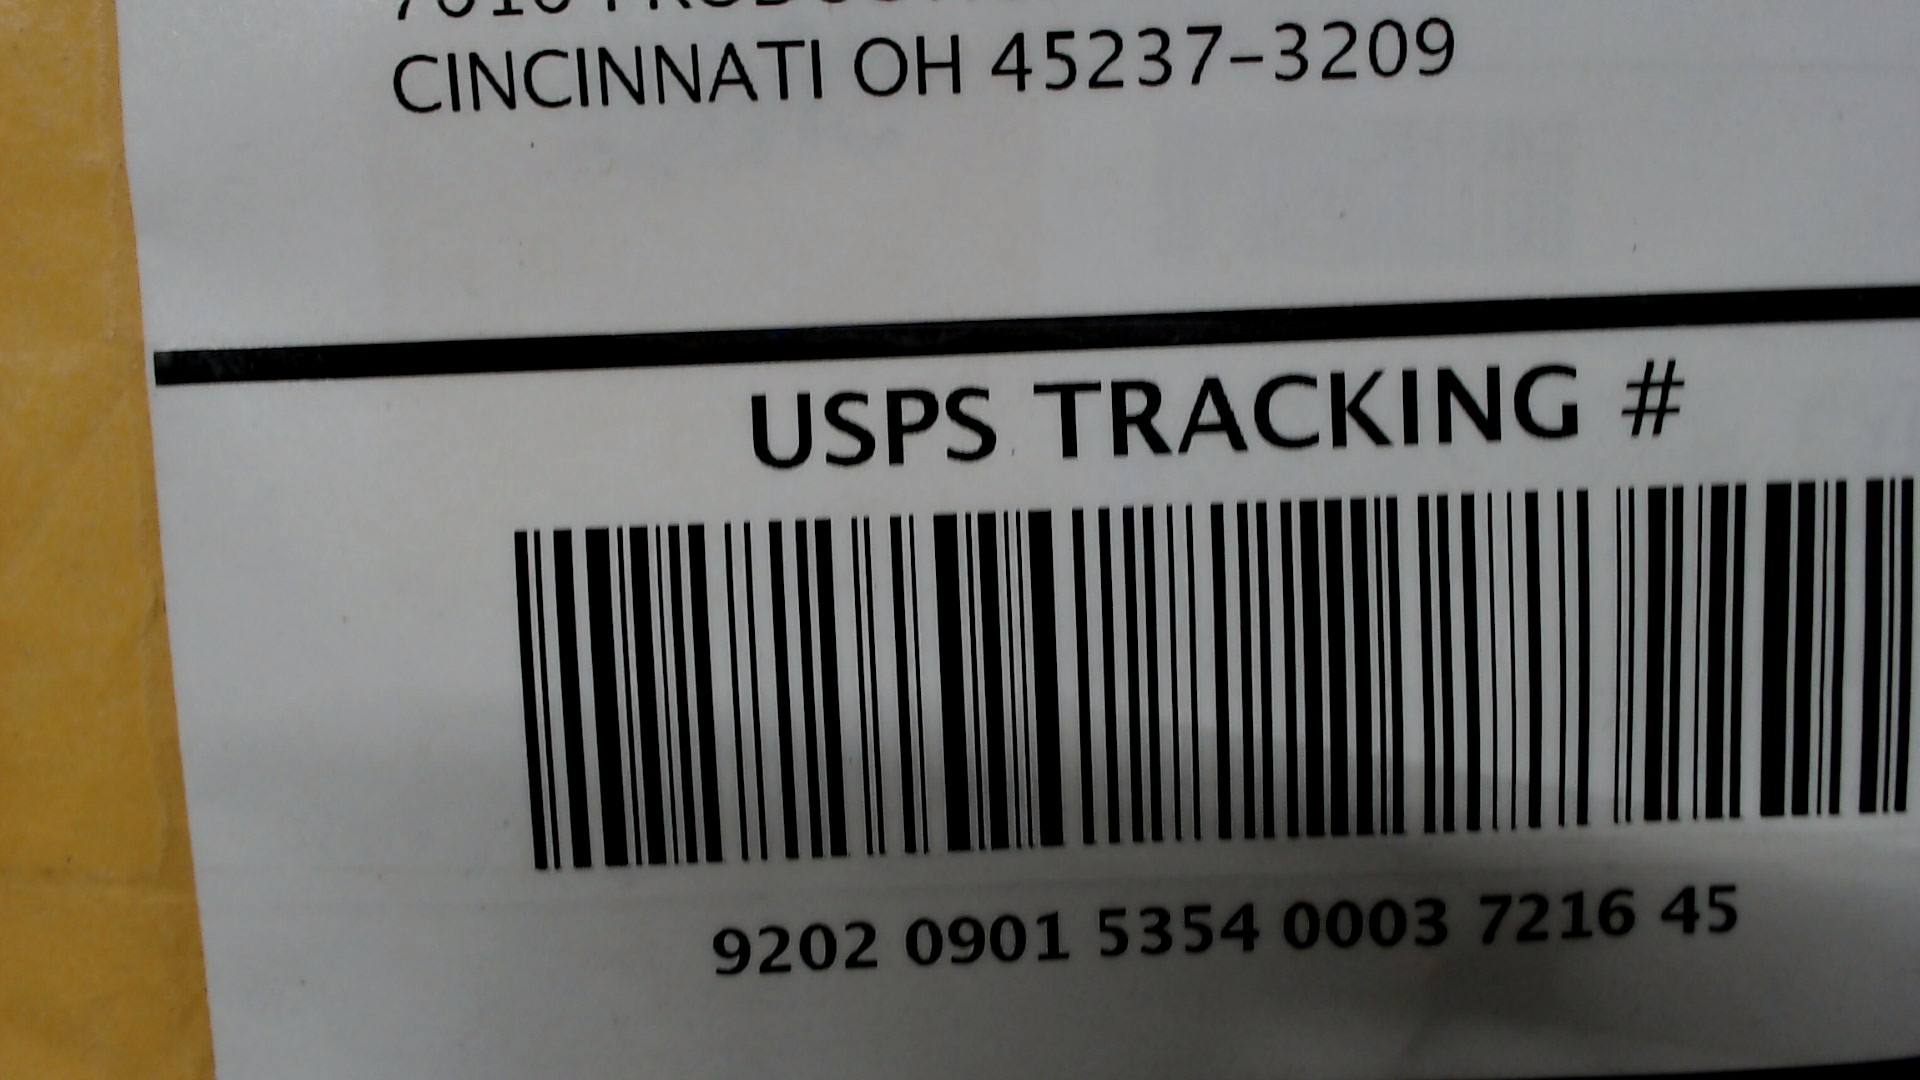 CINCINNATI OH 45237-3209
USPS TRACKING #
9202 0901 5354 0003 7216 45